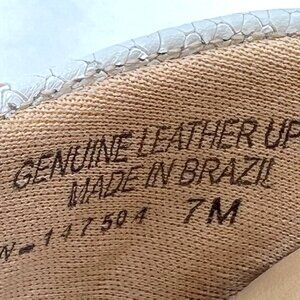 GENUINE LEATHER UP
MADE IN BRAZIL
N-147504 7M